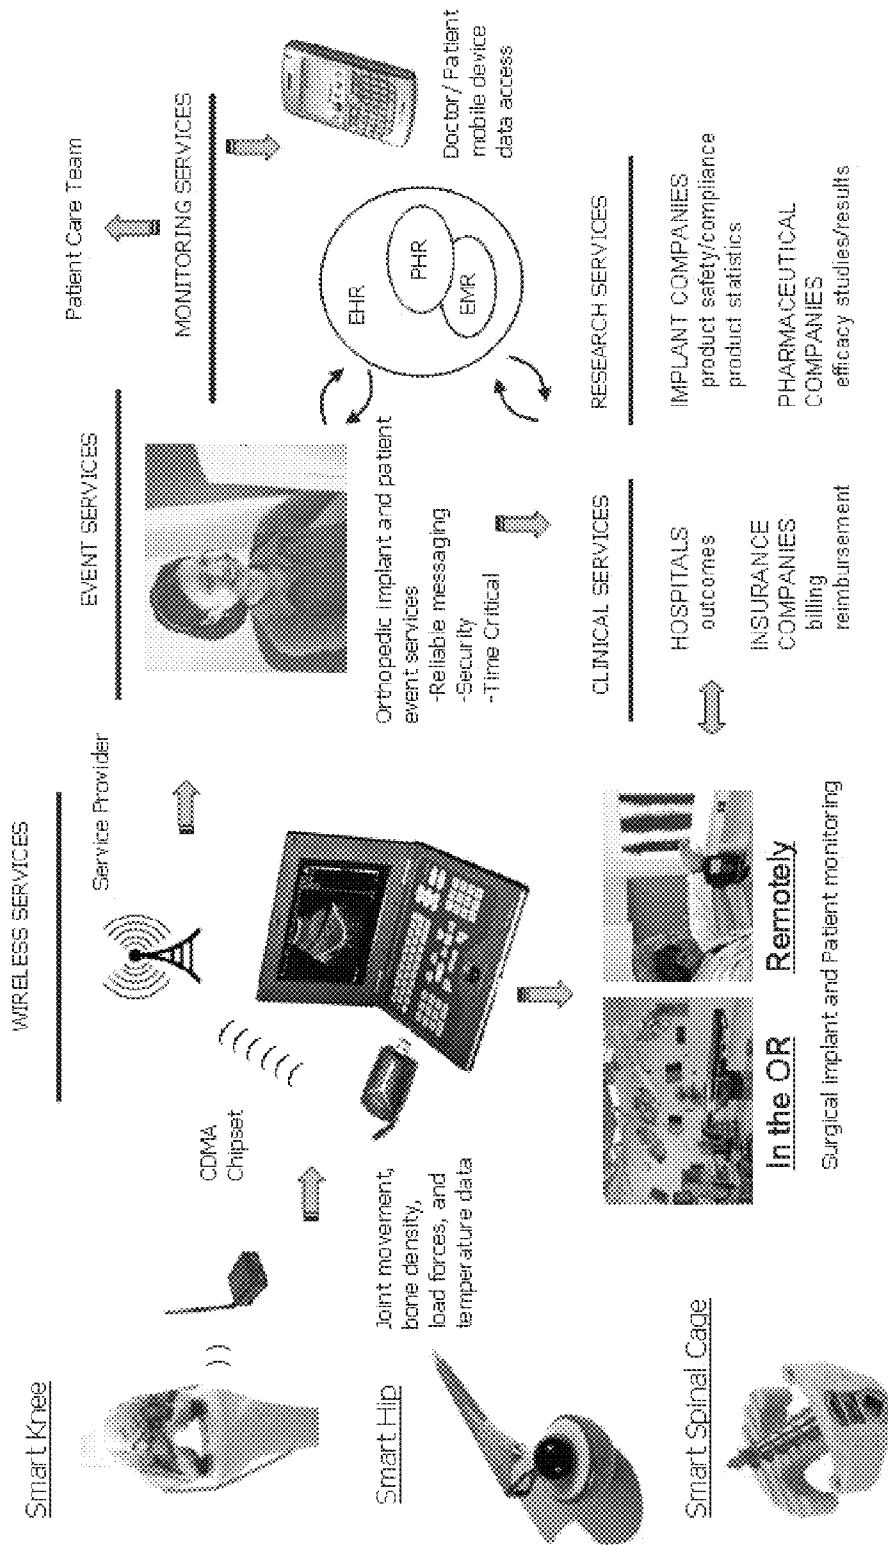 Smart Knee
Smart Hip
Smart Spinal Cage
Joint movement,
bone density,
load forces, and
temperature data
WIRELESS SERVICES
Service Provider
CDMA
Chipset
In the OR
Remotely
Surgical implant and Patient monitoring
EVENT SERVICES
Orthopedic implant and patient
event services
-Reliable messaging
-Security
-Time Critical
Patient Care Team
MONITORING SERVICES
EHR
PHR
EMR
Doctor/ Patient
mobile device
data access
CLINICAL SERVICES
HOSPITALS
outcomes
INSURANCE
COMPANIES
billing
reimbursement
RESEARCH SERVICES
IMPLANT COMPANIES
product safety/compliance
product statistics
PHARMACEUTICAL
COMPANIES
efficacy studies/results